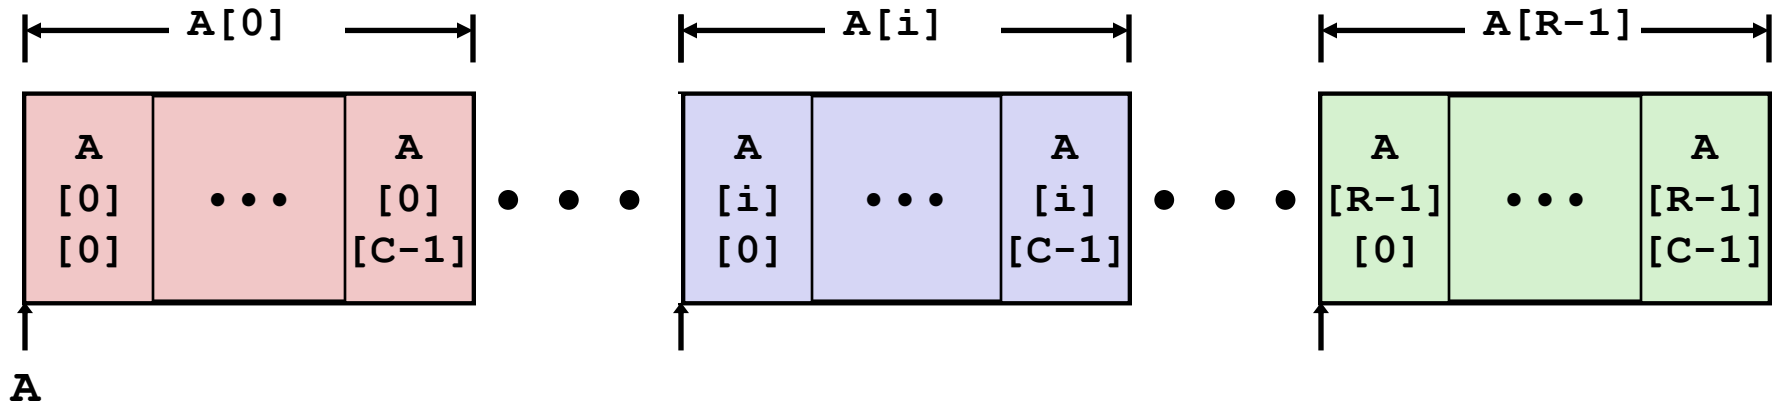 A[0]
A[i]
A[R-1]
A
[0]
[0]
•••
A
[0]
[C-1]
• • •
A
[i]
[0]
•••
A
[i]
[C-1]
• • •
A
[R-1]
[0]
•••
A
[R-1]
[C-1]
A